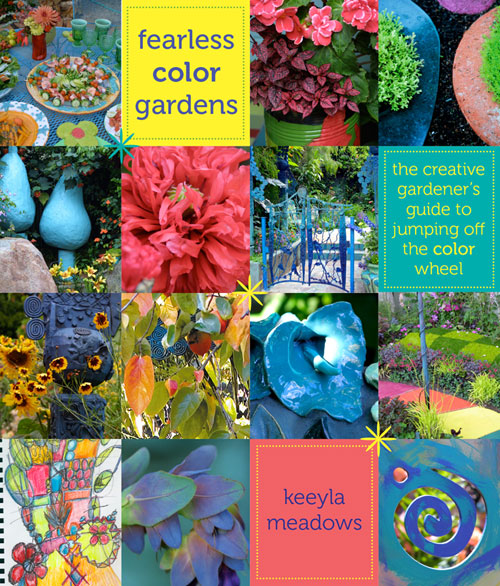 fearless
color
gardens
the creative
gardener's
guide to
jumping off
the color
wheel
keeyla
meadows